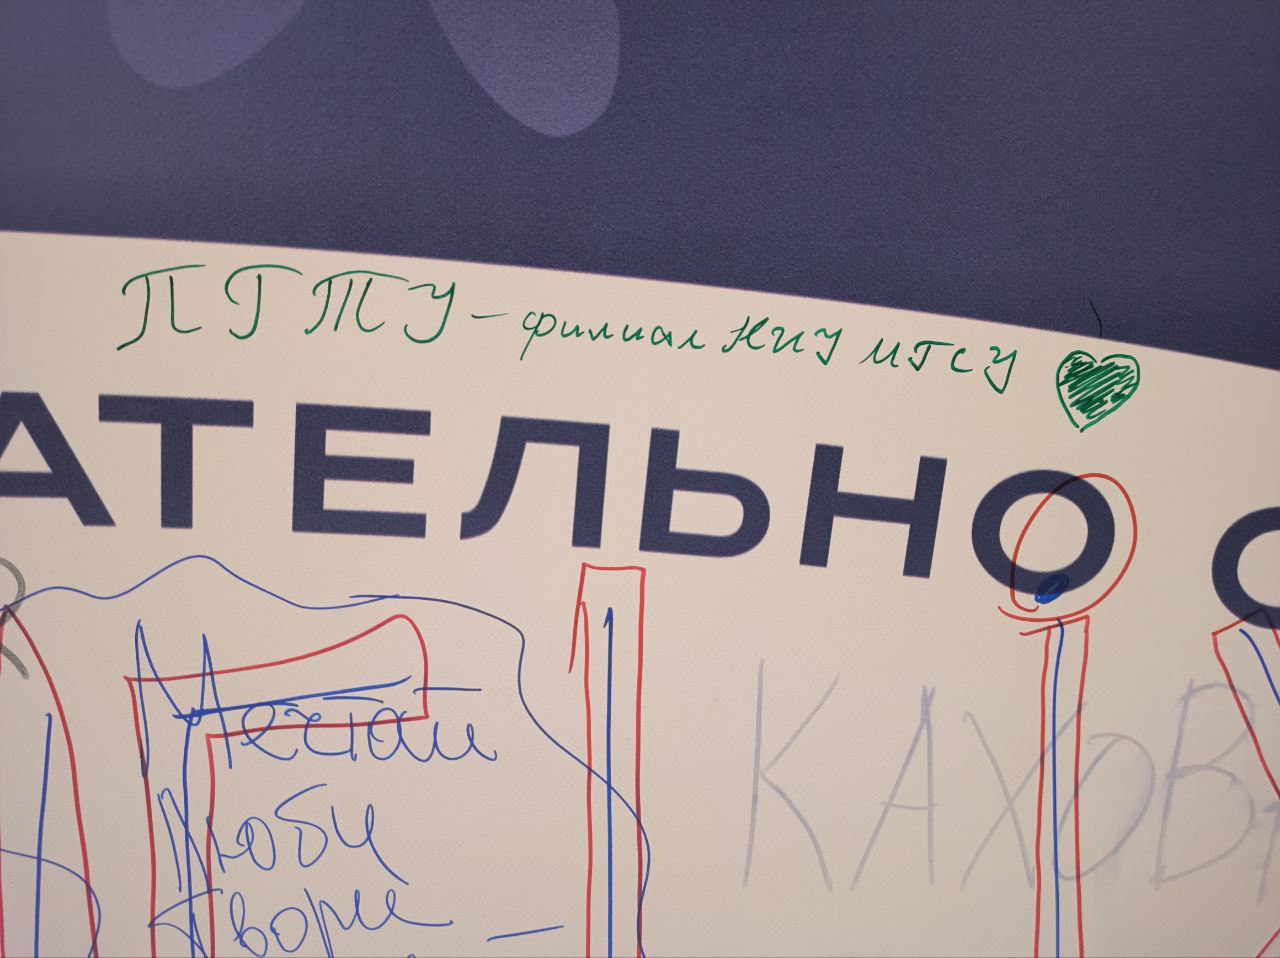 ПГТУ - филиал НИУ МГСУ
АТЕЛЬНО
Мечтай
Люби
Твори
КАХОВ